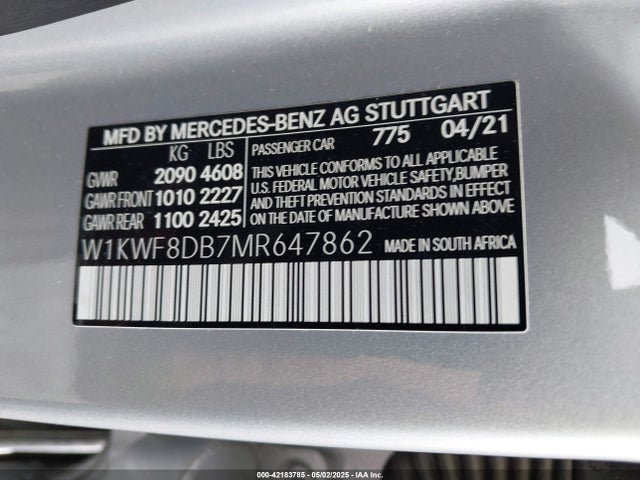 MFD BY MERCEDES-BENZ AG STUTTGART
KG LBS
GVWR 2090 4608
GAWR FRONT 1010 2227
GAWR REAR 1100 2425
PASSENGER CAR 775 04/21
THIS VEHICLE CONFORMS TO ALL APPLICABLE
U.S. FEDERAL MOTOR VEHICLE SAFETY, BUMPER
AND THEFT PREVENTION STANDARDS IN EFFECT
ON THE DATE OF MANUFACTURE SHOWN ABOVE.
W1KWF8DB7MR647862 MADE IN SOUTH AFRICA
000-42183785 - 05/02/2025 - IAA Inc.